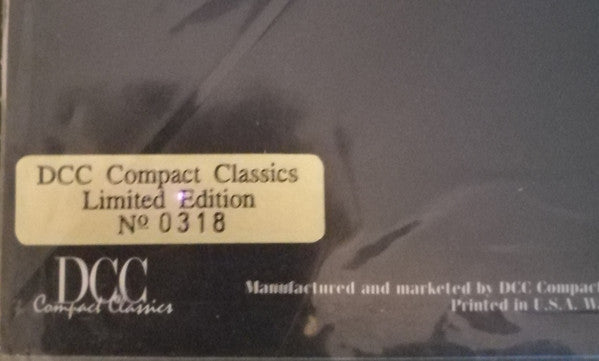 DCC Compact Classics
Limited Edition
Nº 0318
DCC
Compact Classics
Manufactured and marketed by DCC Compact
Printed in U.S.A. W.